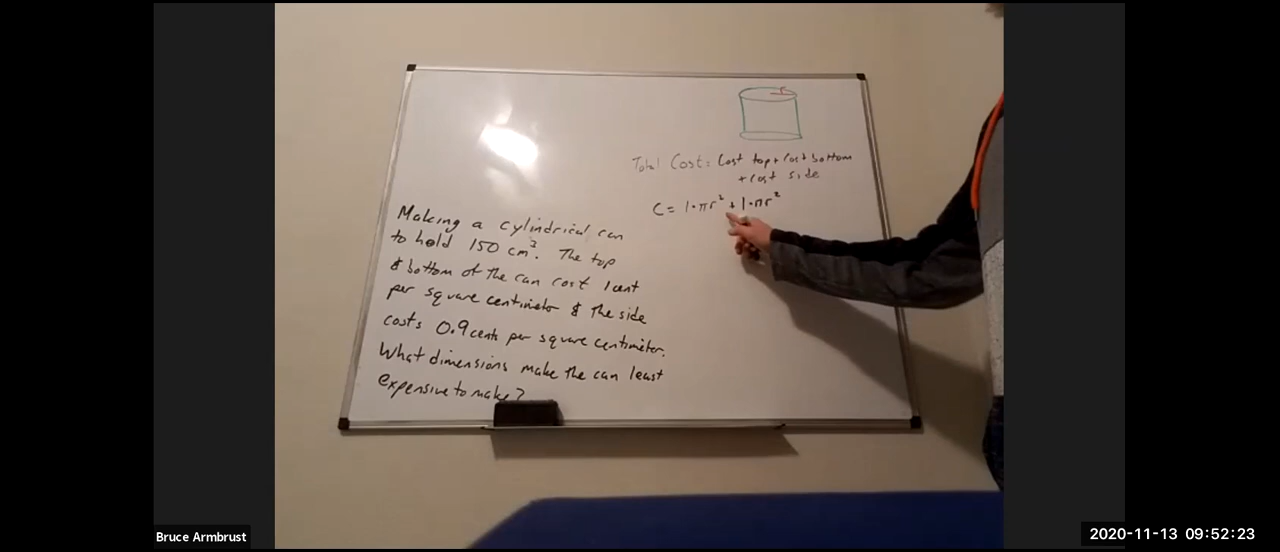 r
Total Cost = Cost top + Cost bottom
+ Cost side
C = 1·πr² + 1·πr²
Making a cylindrical can
to hold 150 cm³. The top
& bottom of the can cost 1 cent
per square centimeter & the side
costs 0.9 cents per square centimeter.
What dimensions make the can least
expensive to make?
Bruce Armbrust
2020-11-13 09:52:23